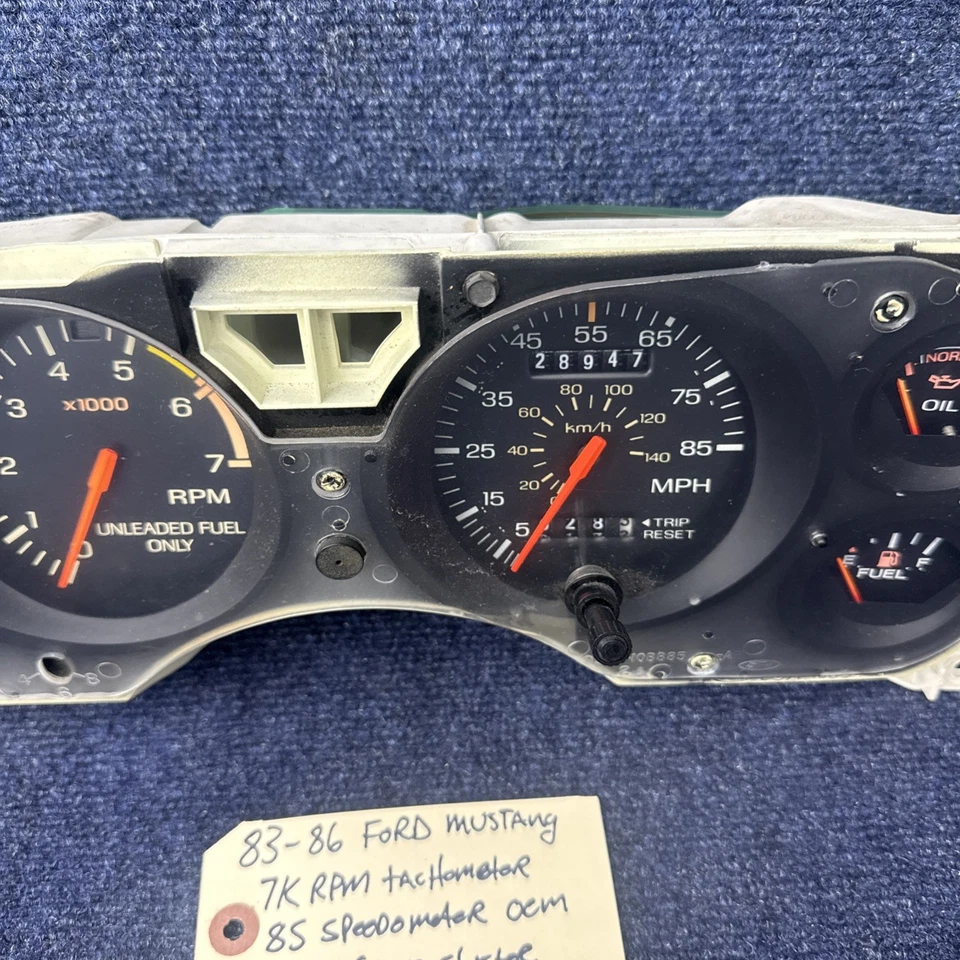 4
5
3
x1000
6
2
7
RPM
1
UNLEADED FUEL
ONLY
0
45
55
65
28947
80
100
35
60
75
km/h
120
25
40
140
85
20
MPH
15
5
TRIP
RESET
NOR
OIL
E
F
FUEL
83-86 FORD MUSTANG
7K RPM tACHometeR
85 SpeeDometeR oem